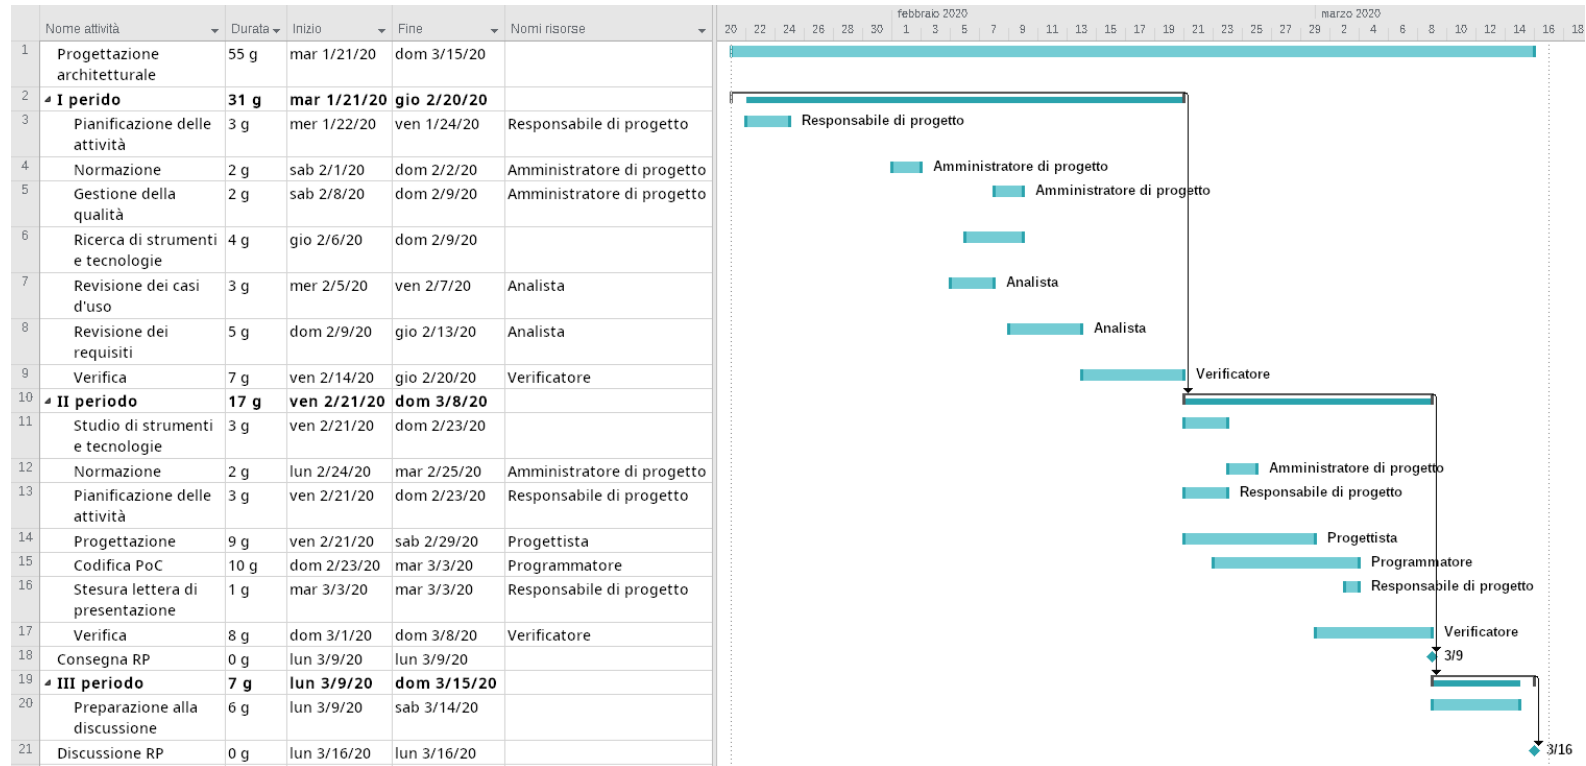 febbraio 2020 marzo 2020
Nome attività Durata Inizio Fine Nomi risorse 20 22 24 26 28 30 1 3 5 7 9 11 13 15 17 19 21 23 25 27 29 2 4 6 8 10 12 14 16 18
1 Progettazione 55 g mar 1/21/20 dom 3/15/20
architetturale
2 I perido 31 g mar 1/21/20 gio 2/20/20
3 Pianificazione delle 3 g mer 1/22/20 ven 1/24/20 Responsabile di progetto Responsabile di progetto
attività
4 Normazione 2 g sab 2/1/20 dom 2/2/20 Amministratore di progetto Amministratore di progetto
5 Gestione della 2 g sab 2/8/20 dom 2/9/20 Amministratore di progetto Amministratore di progetto
qualità
6 Ricerca di strumenti 4 g gio 2/6/20 dom 2/9/20
e tecnologie
7 Revisione dei casi 3 g mer 2/5/20 ven 2/7/20 Analista Analista
d'uso
8 Revisione dei 5 g dom 2/9/20 gio 2/13/20 Analista Analista
requisiti
9 Verifica 7 g ven 2/14/20 gio 2/20/20 Verificatore Verificatore
10 II periodo 17 g ven 2/21/20 dom 3/8/20
11 Studio di strumenti 3 g ven 2/21/20 dom 2/23/20
e tecnologie
12 Normazione 2 g lun 2/24/20 mar 2/25/20 Amministratore di progetto Amministratore di progetto
13 Pianificazione delle 3 g ven 2/21/20 dom 2/23/20 Responsabile di progetto Responsabile di progetto
attività
14 Progettazione 9 g ven 2/21/20 sab 2/29/20 Progettista Progettista
15 Codifica PoC 10 g dom 2/23/20 mar 3/3/20 Programmatore Programmatore
16 Stesura lettera di 1 g mar 3/3/20 mar 3/3/20 Responsabile di progetto Responsabile di progetto
presentazione
17 Verifica 8 g dom 3/1/20 dom 3/8/20 Verificatore Verificatore
18 Consegna RP 0 g lun 3/9/20 lun 3/9/20 3/9
19 III periodo 7 g lun 3/9/20 dom 3/15/20
20 Preparazione alla 6 g lun 3/9/20 sab 3/14/20
discussione
21 Discussione RP 0 g lun 3/16/20 lun 3/16/20 3/16